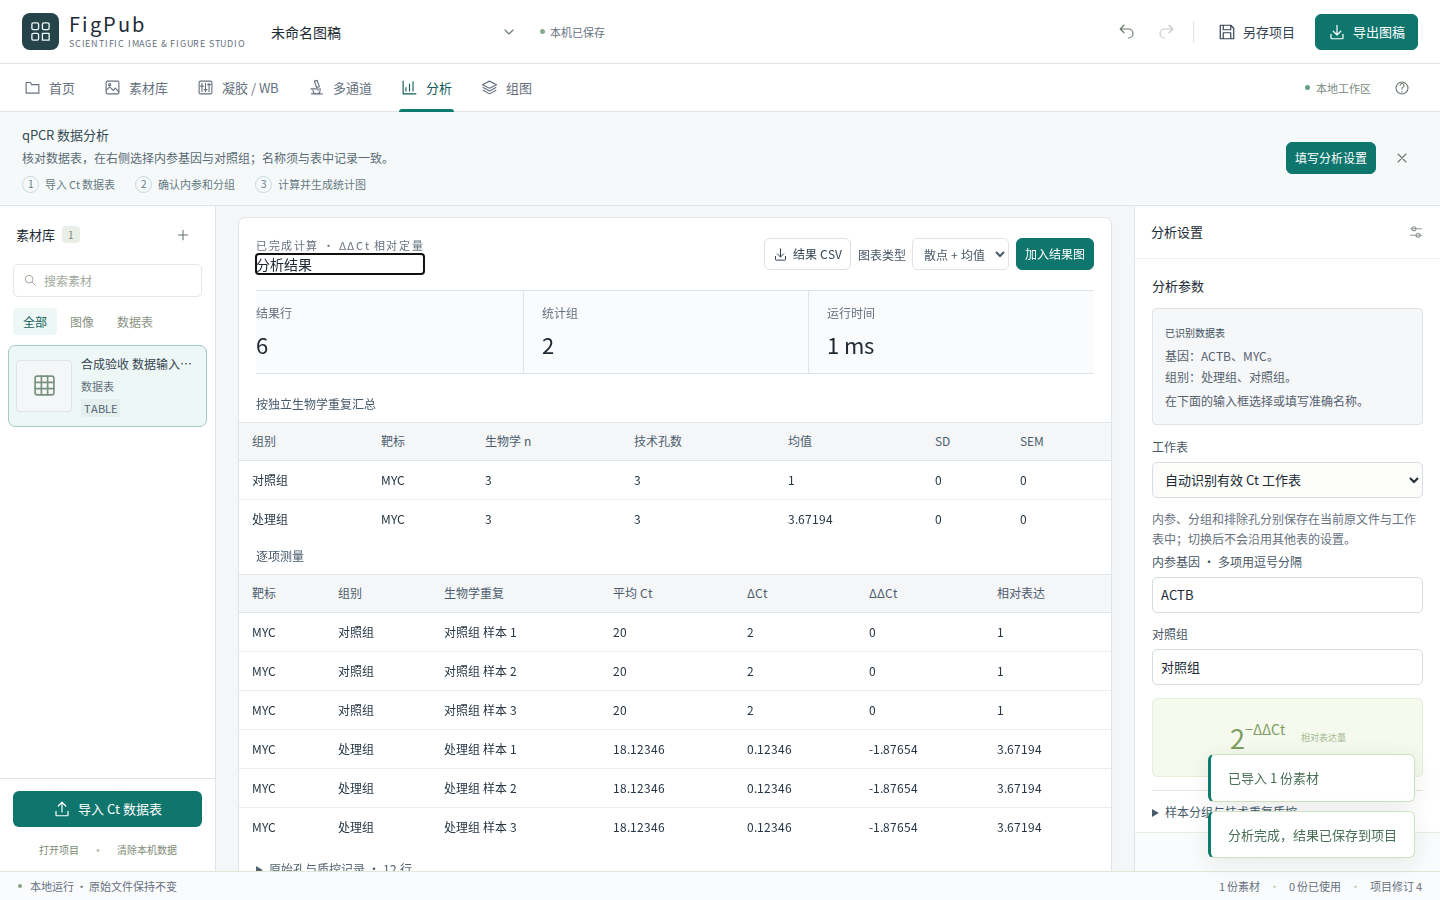 FigPub
SCIENTIFIC IMAGE & FIGURE STUDIO
未命名图稿
本机已保存
另存项目
导出图稿
首页
素材库
凝胶 / WB
多通道
分析
组图
本地工作区
qPCR 数据分析
核对数据表，在右侧选择内参基因与对照组；名称须与表中记录一致。
1 导入 Ct 数据表
2 确认内参和分组
3 计算并生成统计图
填写分析设置
素材库 1
搜索素材
全部 图像 数据表
合成验收 数据输入…
数据表
TABLE
导入 Ct 数据表
打开项目 • 清除本机数据
已完成计算 · ΔΔCt 相对定量
分析结果
结果 CSV
图表类型
散点 + 均值
加入结果图
结果行
6
统计组
2
运行时间
1 ms
按独立生物学重复汇总
组别 靶标 生物学 n 技术孔数 均值 SD SEM
对照组 MYC 3 3 1 0 0
处理组 MYC 3 3 3.67194 0 0
逐项测量
靶标 组别 生物学重复 平均 Ct ΔCt ΔΔCt 相对表达
MYC 对照组 对照组 样本 1 20 2 0 1
MYC 对照组 对照组 样本 2 20 2 0 1
MYC 对照组 对照组 样本 3 20 2 0 1
MYC 处理组 处理组 样本 1 18.12346 0.12346 -1.87654 3.67194
MYC 处理组 处理组 样本 2 18.12346 0.12346 -1.87654 3.67194
MYC 处理组 处理组 样本 3 18.12346 0.12346 -1.87654 3.67194
原始孔与质控记录 · 12 行
分析设置
分析参数
已识别数据表
基因：ACTB、MYC。
组别：处理组、对照组。
在下面的输入框选择或填写准确名称。
工作表
自动识别有效 Ct 工作表
内参、分组和排除孔分别保存在当前原文件与工作
表中；切换后不会沿用其他表的设置。
内参基因 · 多项用逗号分隔
ACTB
对照组
对照组
2−ΔΔCt 相对表达量
已导入 1 份素材
样本分组与技术重复质控
分析完成，结果已保存到项目
本地运行 · 原始文件保持不变
1 份素材 • 0 份已使用 • 项目修订 4